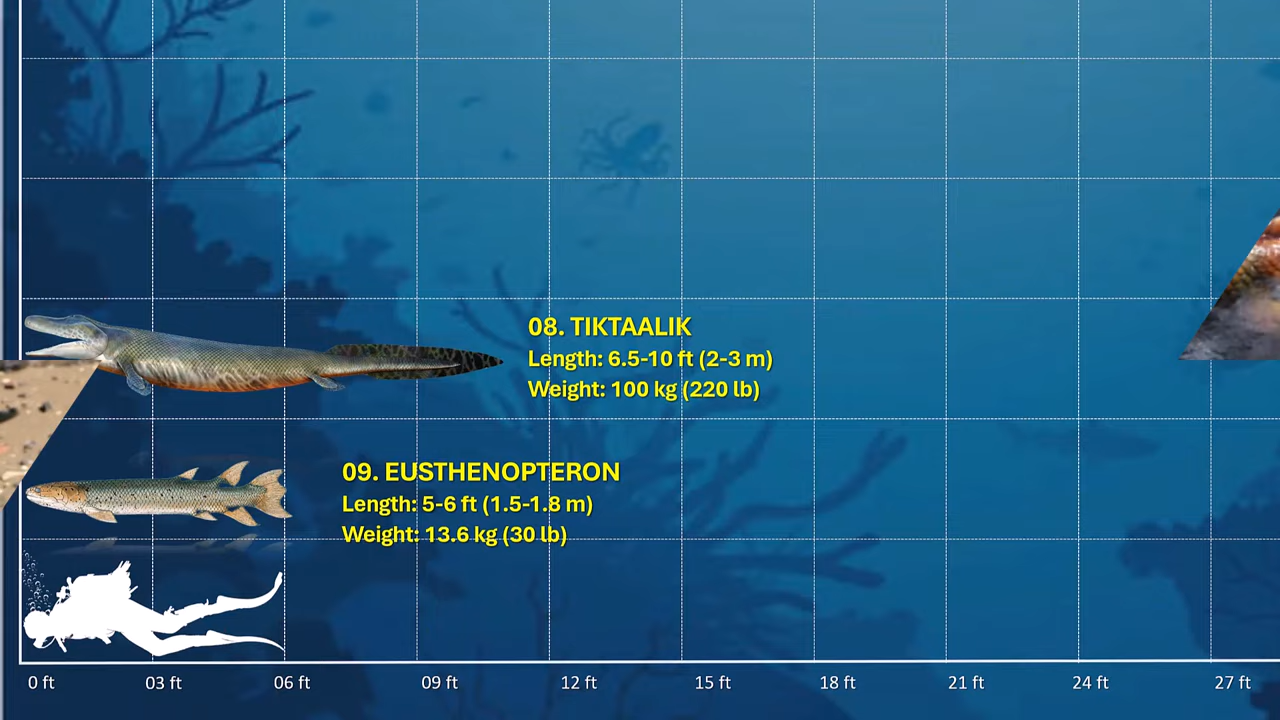 08. TIKTAALIK
Length: 6.5-10 ft (2-3 m)
Weight: 100 kg (220 lb)
09. EUSTHENOPTERON
Length: 5-6 ft (1.5-1.8 m)
Weight: 13.6 kg (30 lb)
0 ft 03 ft 06 ft 09 ft 12 ft 15 ft 18 ft 21 ft 24 ft 27 ft